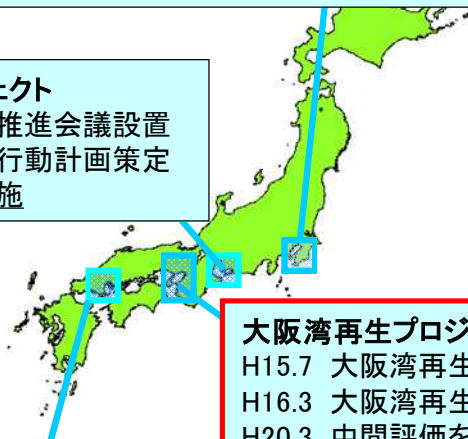 ェクト
推進会議設置
行動計画策定
施
大阪湾再生プロジ
H15.7 大阪湾再生
H16.3 大阪湾再生
H20.3 中間評価を